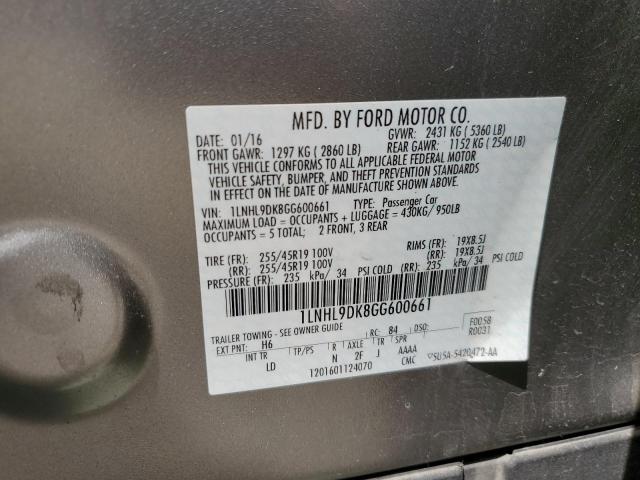 MFD. BY FORD MOTOR CO.
DATE: 01/16 GVWR: 2431 KG ( 5360 LB)
FRONT GAWR: 1297 KG ( 2860 LB) REAR GAWR: 1152 KG ( 2540 LB)
THIS VEHICLE CONFORMS TO ALL APPLICABLE FEDERAL MOTOR
VEHICLE SAFETY, BUMPER, AND THEFT PREVENTION STANDARDS
IN EFFECT ON THE DATE OF MANUFACTURE SHOWN ABOVE.
VIN: 1LNHL9DK8GG600661 TYPE: Passenger Car
MAXIMUM LOAD = OCCUPANTS + LUGGAGE = 430KG/ 950LB
OCCUPANTS = 5 TOTAL; 2 FRONT, 3 REAR
TIRE (FR): 255/45R19 100V RIMS (FR): 19X8.5J
(RR): 255/45R19 100V (RR): 19X8.5J
PRESSURE (FR): 235 kPa/ 34 PSI COLD (RR): 235 kPa/ 34 PSI COLD
1LNHL9DK8GG600661
TRAILER TOWING - SEE OWNER GUIDE F0058
EXT PNT: H6 RC: 84 DSO: R0031
INT TR TP/PS R AXLE TR SPR
LD N 2F J AAAA
1201601124070 CMC 5U5A-5420472-AA